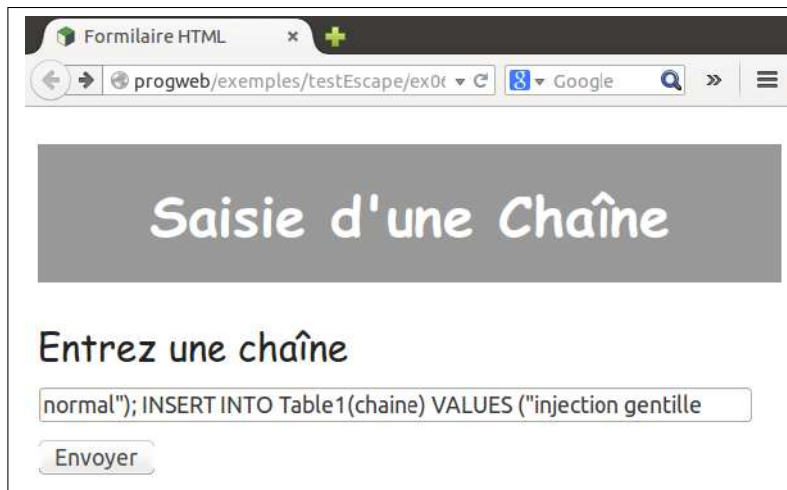 Formilaire HTML
progweb/exemples/testEscape/ex0
Google
Saisie d'une Chaîne
Entrez une chaîne
normal"); INSERT INTO Table1(chaine) VALUES ("injection gentille
Envoyer